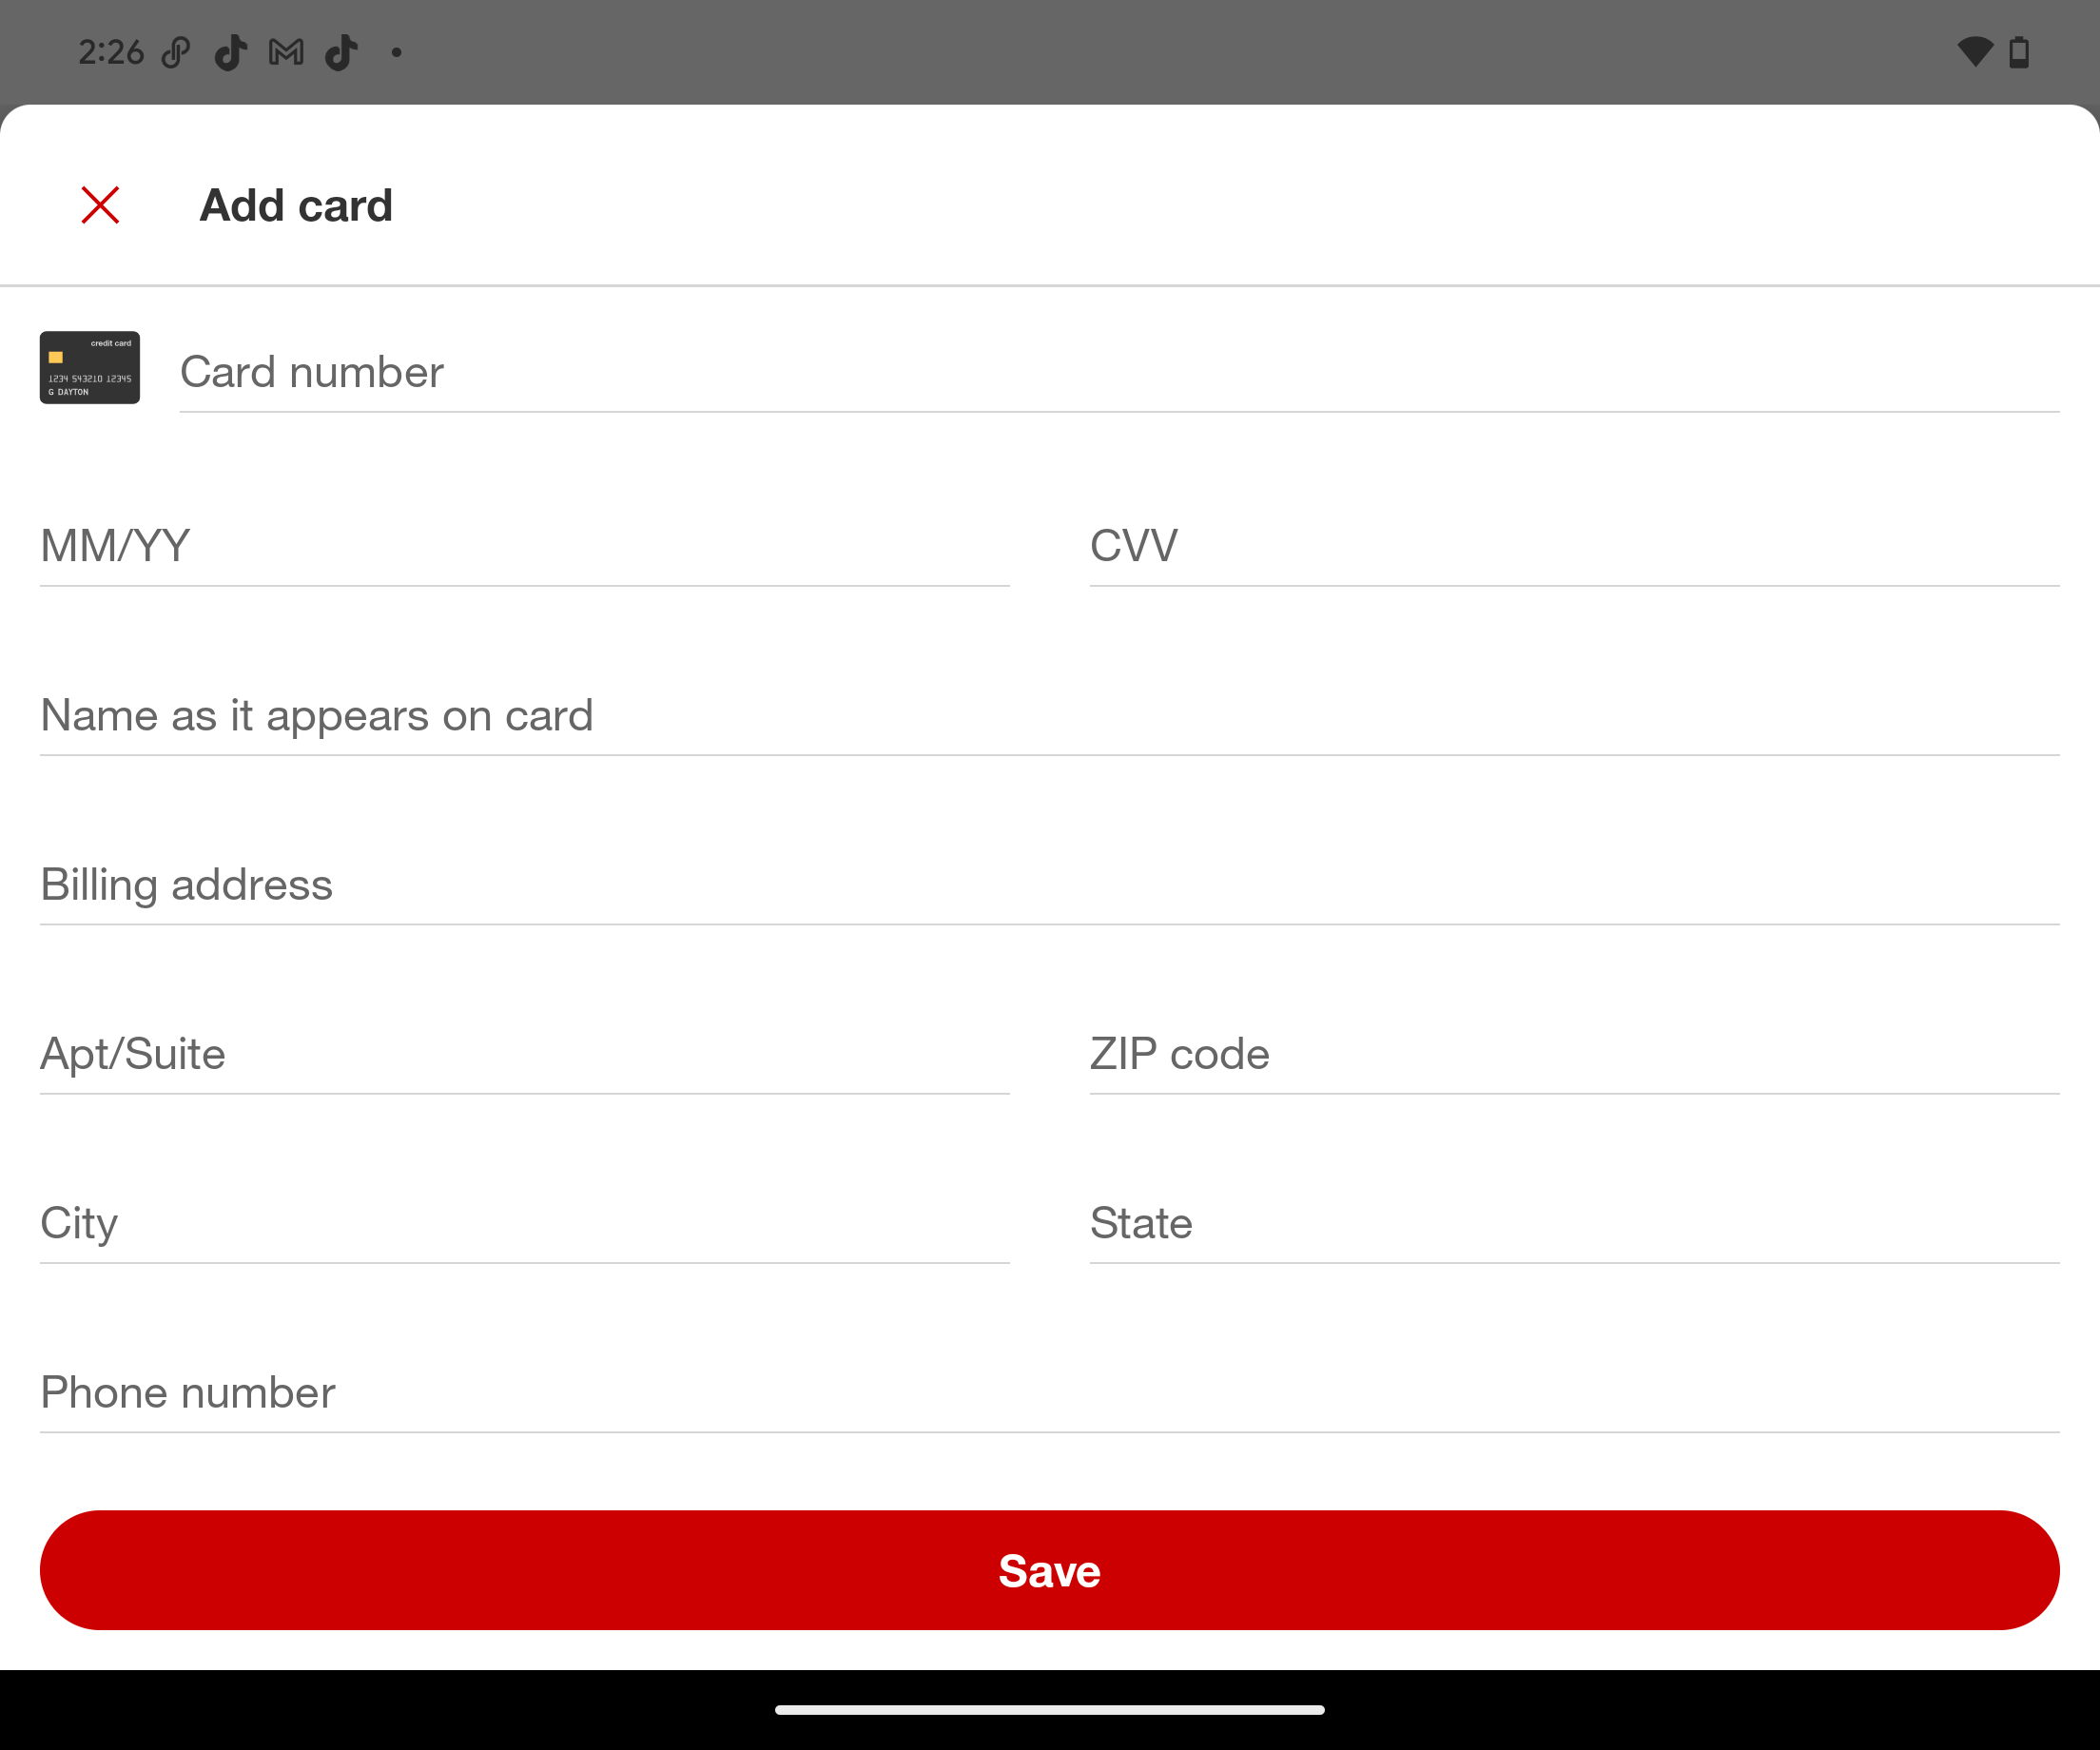 2:26
Add card
credit card
1234 543210 12345
G DAYTON
Card number
MM/YY
CVV
Name as it appears on card
Billing address
Apt/Suite
ZIP code
City
State
Phone number
Save